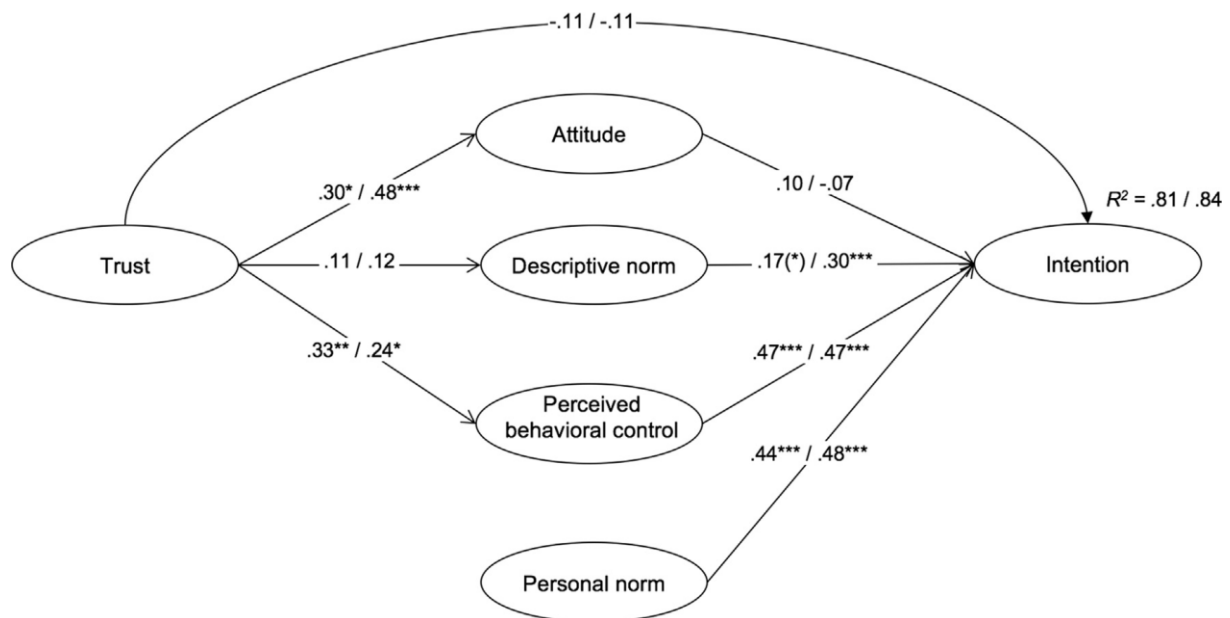 -.11 / -.11
Attitude
.30* / .48***
.10 / -.07
R² = .81 / .84
Trust
.11 / .12
Descriptive norm
.17(*) / .30***
Intention
.33** / .24*
.47*** / .47***
Perceived
behavioral control
.44*** / .48***
Personal norm